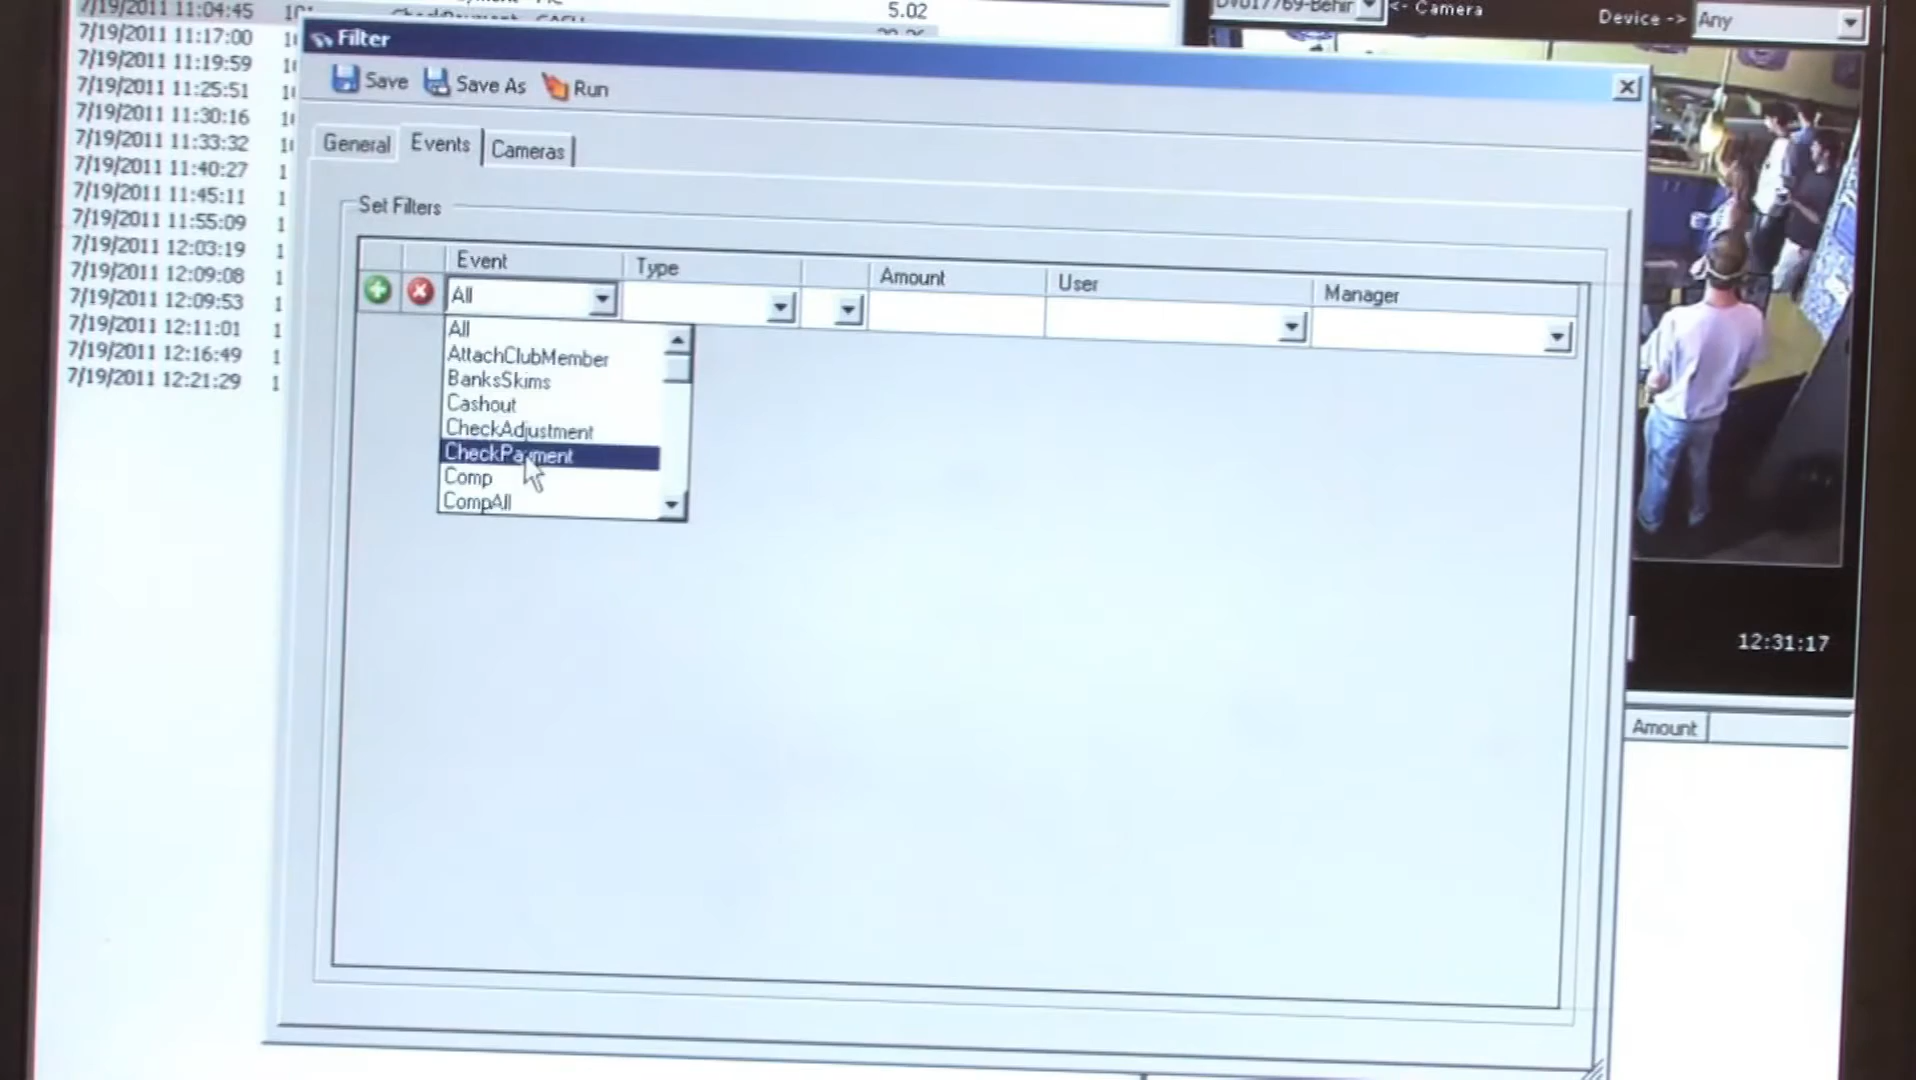 7/19/2011 11:04:45
5.02
7/19/2011 11:17:00
7/19/2011 11:19:59
7/19/2011 11:25:51
7/19/2011 11:30:16
7/19/2011 11:33:32
7/19/2011 11:40:27
7/19/2011 11:45:11
7/19/2011 11:55:09
7/19/2011 12:03:19
7/19/2011 12:09:08
7/19/2011 12:09:53
7/19/2011 12:11:01
7/19/2011 12:16:49
7/19/2011 12:21:29
<- Camera
Device -> Any
Filter
Save Save As Run
General Events Cameras
Set Filters
Event Type Amount User Manager
All
All
AttachClubMember
BanksSkims
Cashout
CheckAdjustment
CheckPayment
Comp
CompAll
12:31:17
Amount